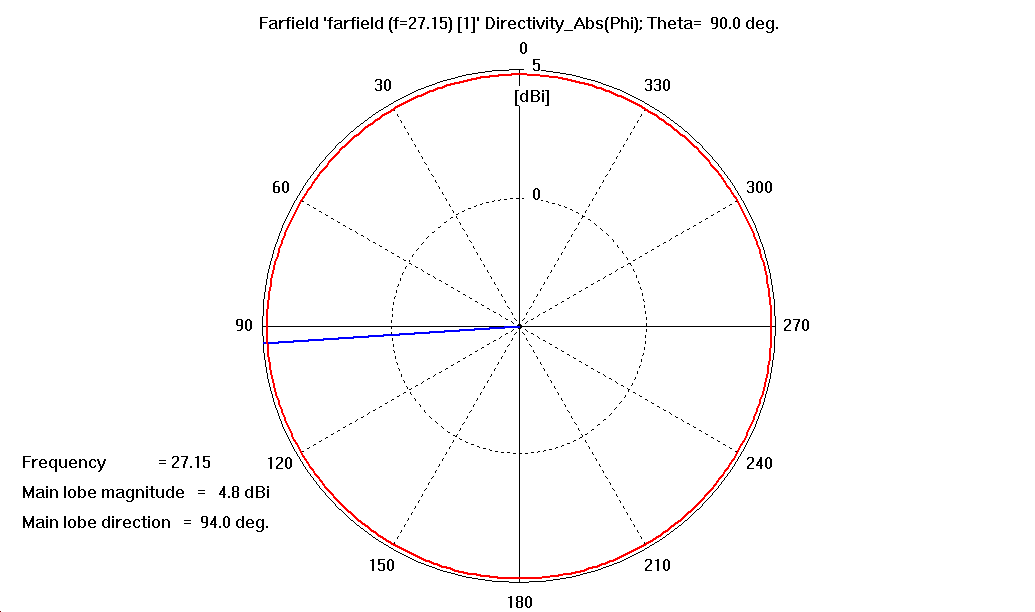 Farfield 'farfield (f=27.15) [1]' Directivity_Abs(Phi); Theta= 90.0 deg.
0
5
30
330
[dBi]
60
300
0
90
270
120
240
150
210
180
Frequency = 27.15
Main lobe magnitude = 4.8 dBi
Main lobe direction = 94.0 deg.